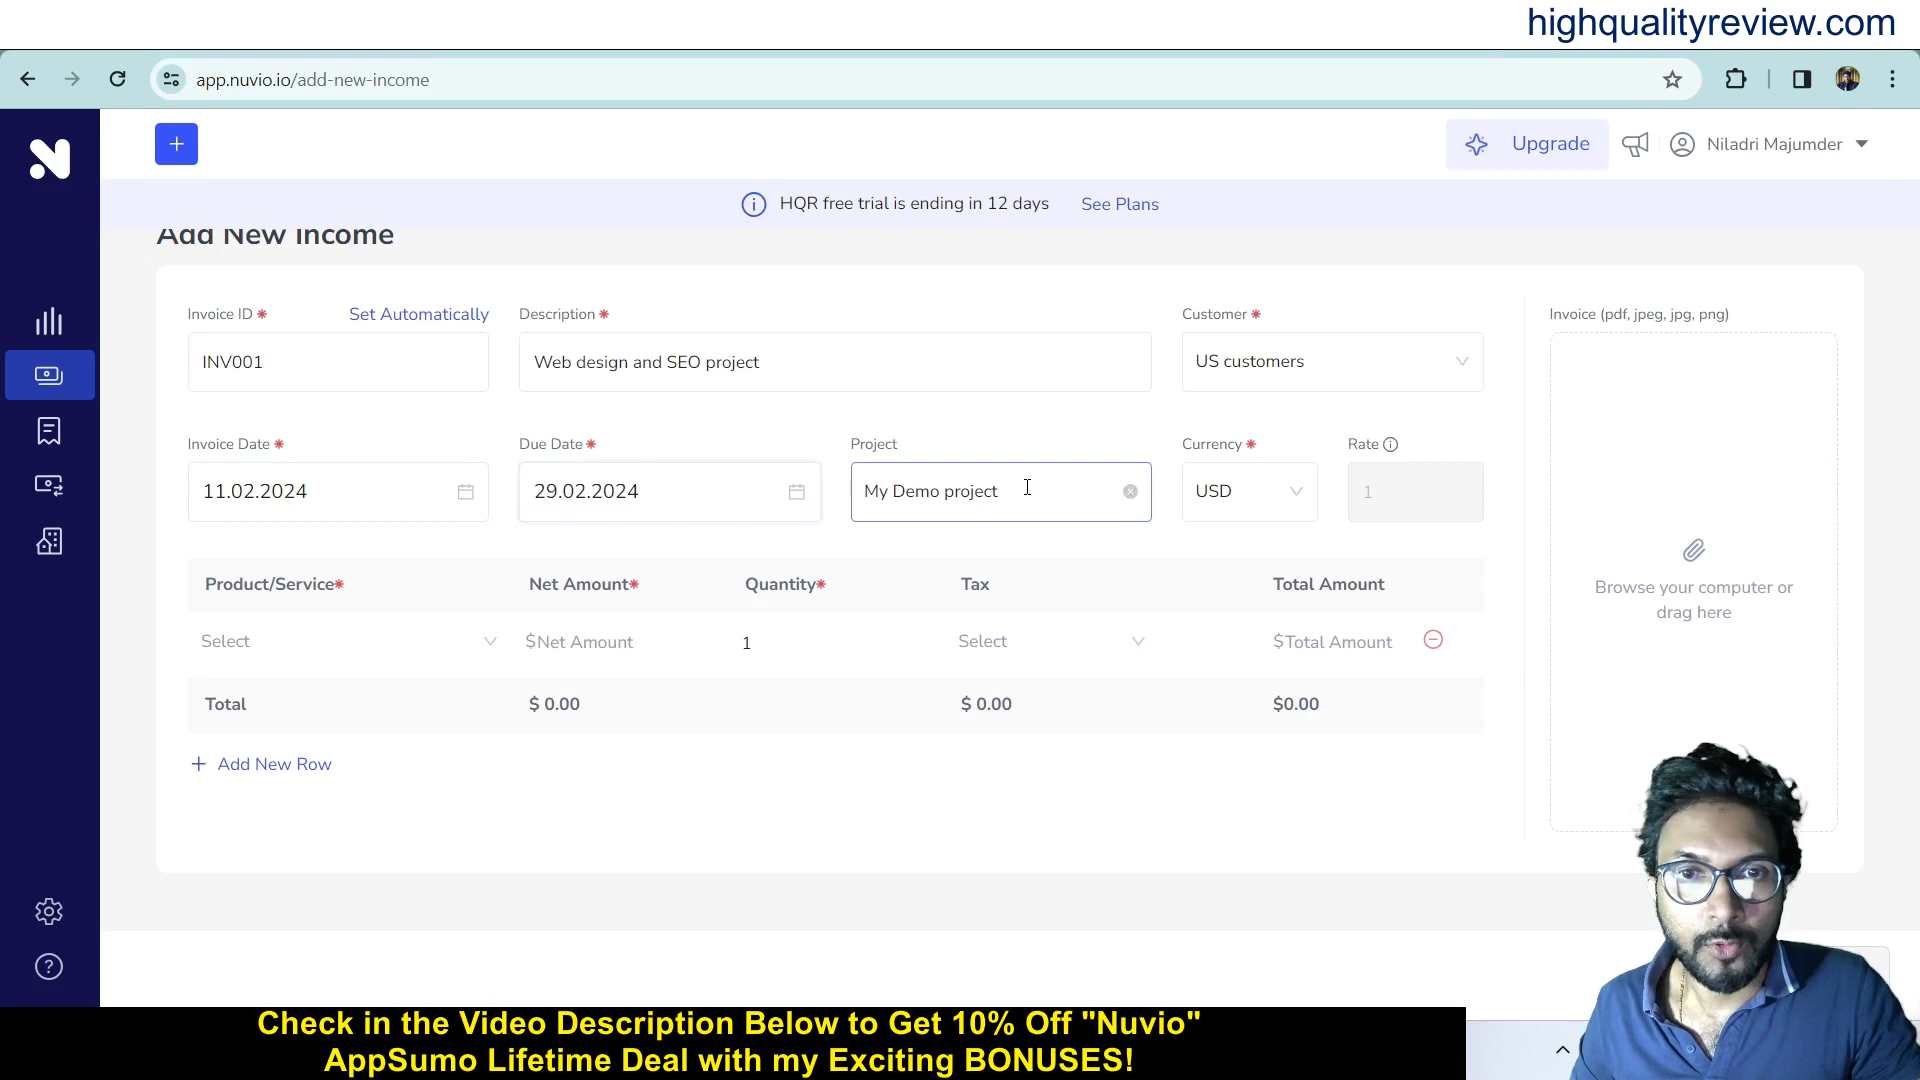 highqualityreview.com
app.nuvio.io/add-new-income
+
Upgrade
Niladri Majumder
HQR free trial is ending in 12 days See Plans
Add New Income
Invoice ID * Set Automatically
Description *
Customer *
Invoice (pdf, jpeg, jpg, png)
INV001
Web design and SEO project
US customers
Invoice Date *
Due Date *
Project
Currency *
Rate
11.02.2024
29.02.2024
My Demo project
USD
1
Browse your computer or
drag here
Product/Service* Net Amount* Quantity* Tax Total Amount
Select $Net Amount 1 Select $Total Amount
Total $ 0.00 $ 0.00 $0.00
+ Add New Row
Check in the Video Description Below to Get 10% Off "Nuvio"
AppSumo Lifetime Deal with my Exciting BONUSES!